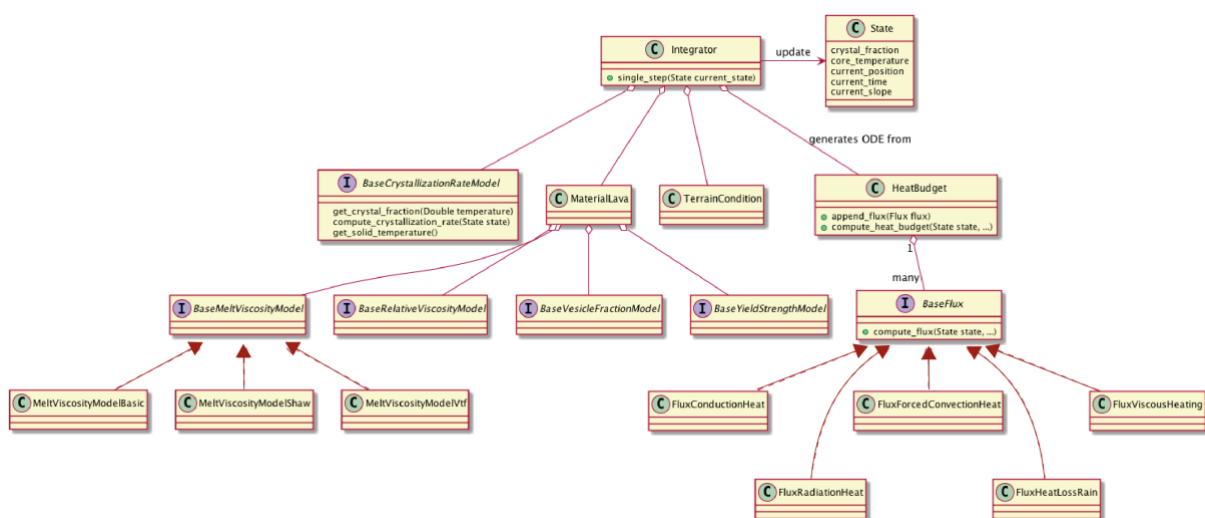 C State
crystal_fraction
core_temperature
current_position
current_time
current_slope
C Integrator
single_step(State current_state)
update
generates ODE from
I BaseCrystallizationRateModel
get_crystal_fraction(Double temperature)
compute_crystallization_rate(State state)
get_solid_temperature()
C MaterialLava
C TerrainCondition
C HeatBudget
append_flux(Flux flux)
compute_heat_budget(State state, ...)
1
many
I BaseMeltViscosityModel
I BaseRelativeViscosityModel
I BaseVesicleFractionModel
I BaseYieldStrengthModel
I BaseFlux
compute_flux(State state, ...)
C MeltViscosityModelBasic
C MeltViscosityModelShaw
C MeltViscosityModelVtf
C FluxConductionHeat
C FluxForcedConvectionHeat
C FluxViscousHeating
C FluxRadiationHeat
C FluxHeatLossRain